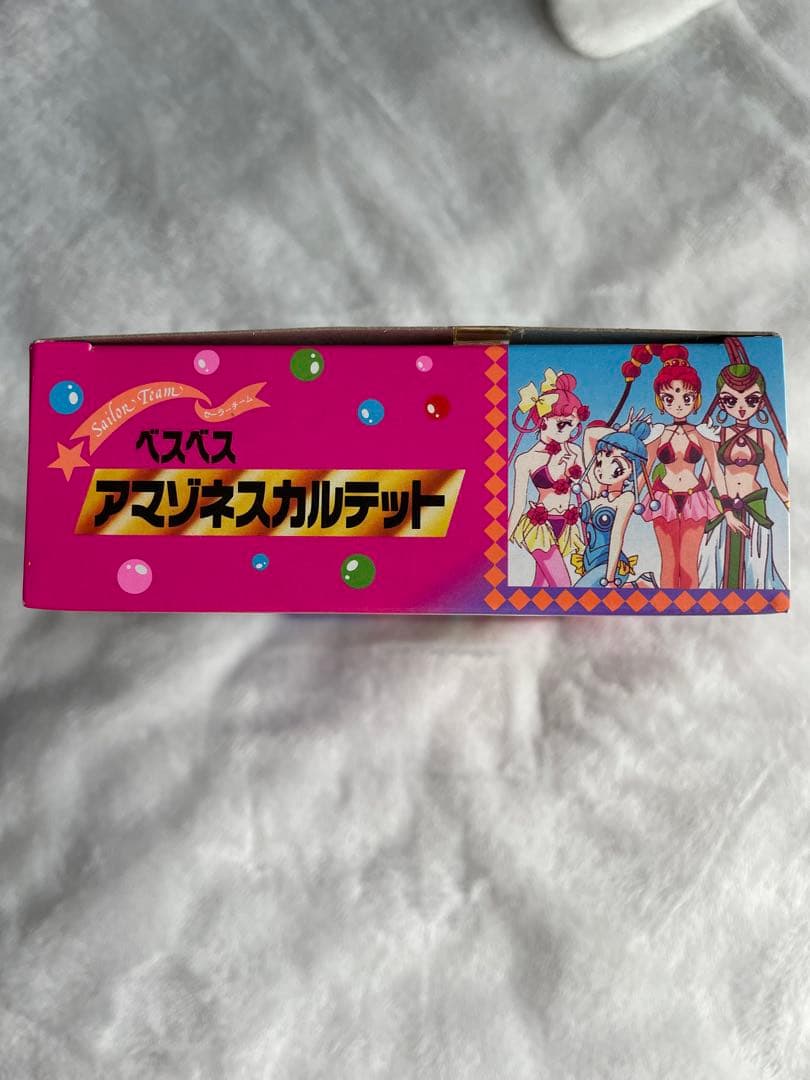 Sailor Team
セーラーチーム
ベスベス
アマゾネスカルテット